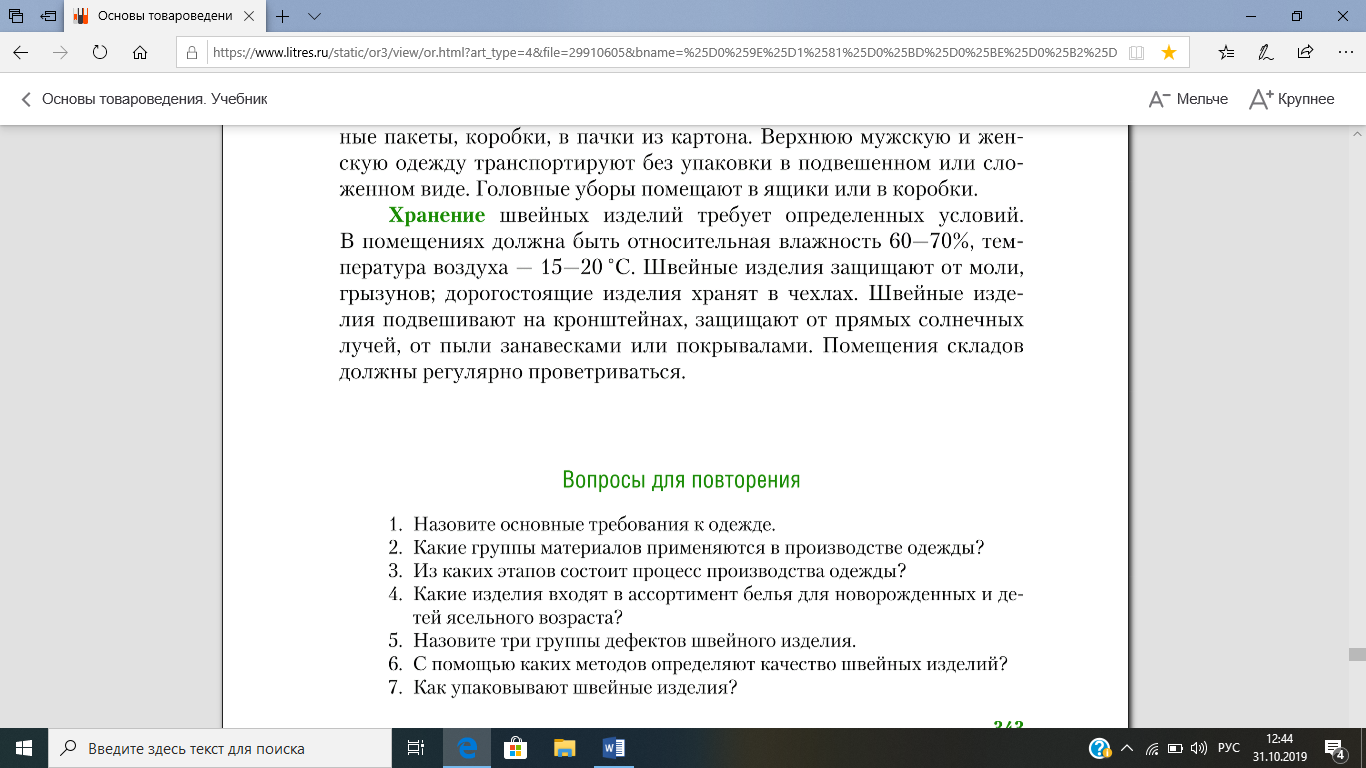 Основы товароведени
https://www.litres.ru/static/or3/view/or.html?art_type=4&file=29910605&bname=%25D0%259E%25D1%2581%25D0%25BD%25D0%25BE%25D0%25B2%25D
Основы товароведения. Учебник
А− Мельче
А+ Крупнее
ные пакеты, коробки, в пачки из картона. Верхнюю мужскую и жен-
скую одежду транспортируют без упаковки в подвешенном или сло-
женном виде. Головные уборы помещают в ящики или в коробки.
Хранение швейных изделий требует определенных условий.
В помещениях должна быть относительная влажность 60—70%, тем-
пература воздуха — 15—20 °С. Швейные изделия защищают от моли,
грызунов; дорогостоящие изделия хранят в чехлах. Швейные изде-
лия подвешивают на кронштейнах, защищают от прямых солнечных
лучей, от пыли занавесками или покрывалами. Помещения складов
должны регулярно проветриваться.
Вопросы для повторения
1. Назовите основные требования к одежде.
2. Какие группы материалов применяются в производстве одежды?
3. Из каких этапов состоит процесс производства одежды?
4. Какие изделия входят в ассортимент белья для новорожденных и де-
тей ясельного возраста?
5. Назовите три группы дефектов швейного изделия.
6. С помощью каких методов определяют качество швейных изделий?
7. Как упаковывают швейные изделия?
Введите здесь текст для поиска
РУС
12:44
31.10.2019
4